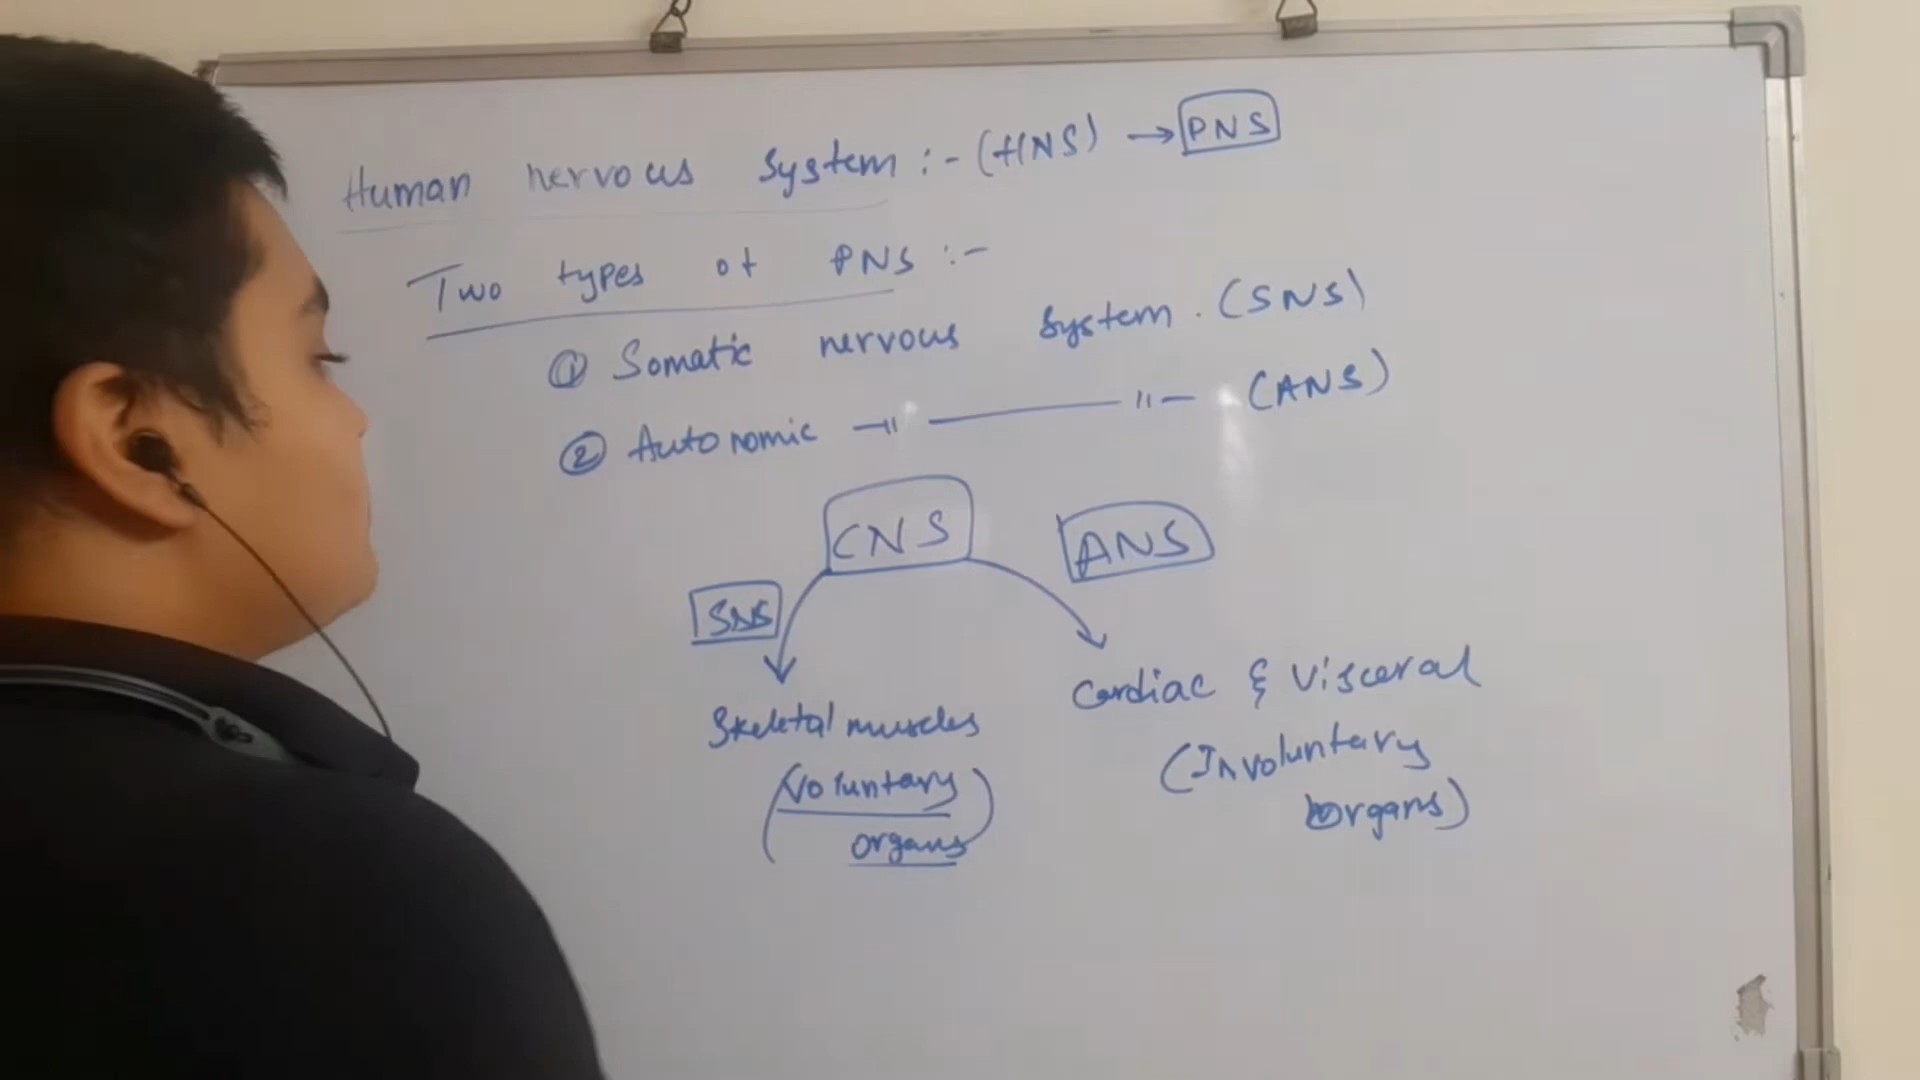 Human nervous system :- (HNS) → PNS
Two types of PNS :-
① Somatic nervous system. (SNS)
② Autonomic —"— —"— (ANS)
CNS
ANS
SNS
Skeletal muscles
(Voluntary
organs)
Cardiac & Visceral
(Involuntary
organs)